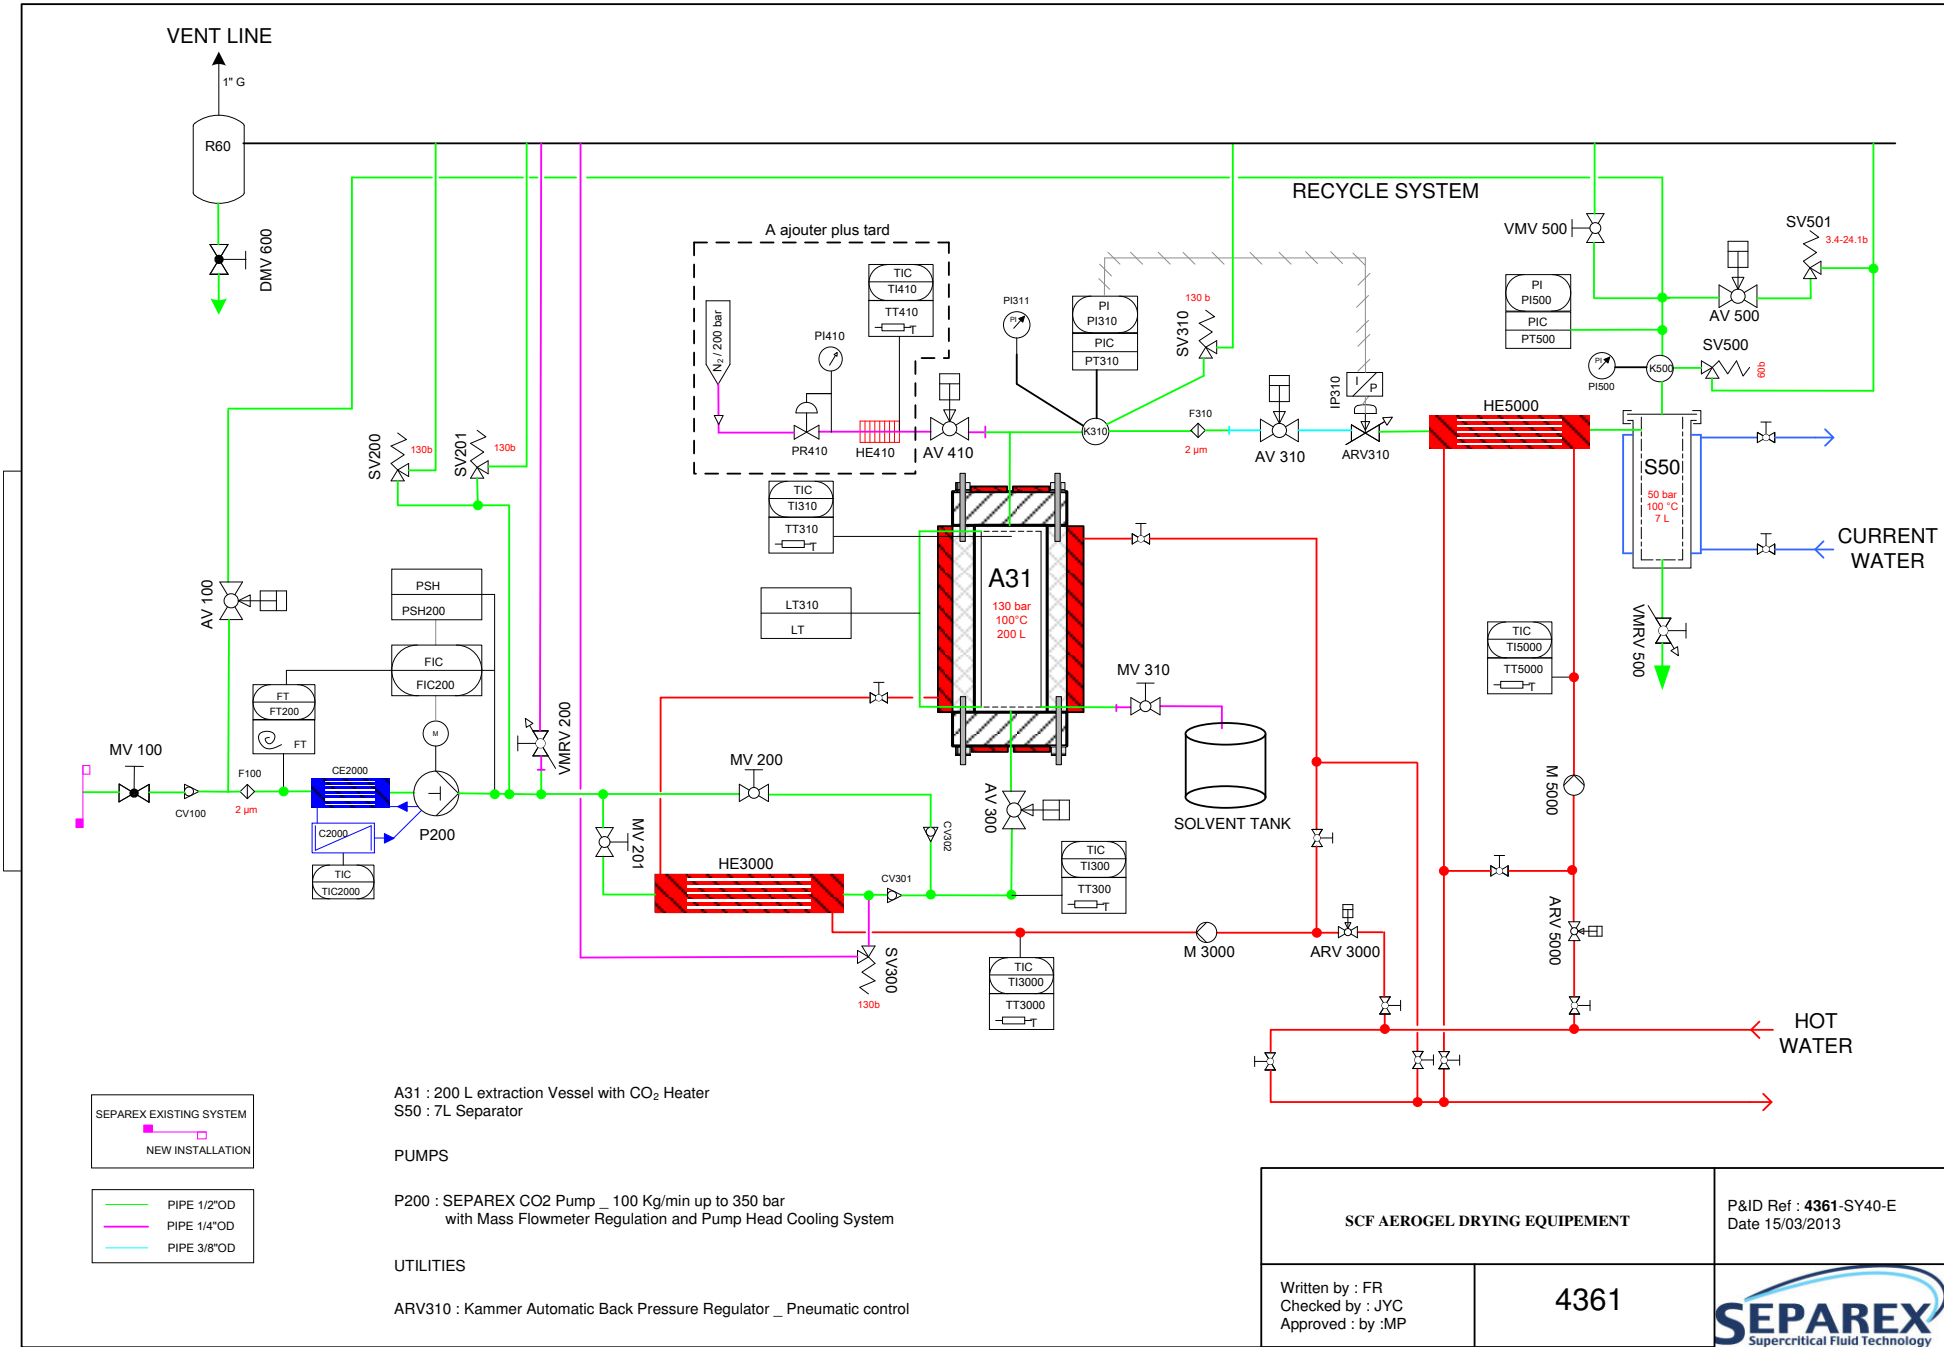 VENT LINE
1" G
R60
DMV 600
RECYCLE SYSTEM
A ajouter plus tard
N2 / 200 bar
PI410
TIC
TI410
TT410
T
PR410
HE410
AV 410
PI311
PI
PI
PI310
PIC
PT310
K310
130 b
SV310
F310
2 µm
AV 310
IP310
I
P
ARV310
HE5000
VMV 500
PI
PI500
PIC
PT500
PI
PI500
K500
AV 500
SV501
3.4-24.1b
SV500
60b
S50
50 bar
100 °C
7 L
CURRENT
WATER
VMRV 500
SV200
130b
SV201
130b
TIC
TI310
TT310
T
A31
130 bar
100°C
200 L
LT310
LT
AV 100
PSH
PSH200
FIC
FIC200
FT
FT200
FT
M
MV 100
CV100
F100
2 µm
CE2000
C2000
TIC
TIC2000
P200
VMRV 200
MV 200
MV 201
CV302
HE3000
CV301
SV300
130b
AV 300
MV 310
SOLVENT TANK
TIC
TI300
TT300
T
TIC
TI3000
TT3000
T
M 3000
ARV 3000
TIC
TI5000
TT5000
T
M 5000
ARV 5000
HOT
WATER
SEPAREX EXISTING SYSTEM
NEW INSTALLATION
PIPE 1/2"OD
PIPE 1/4"OD
PIPE 3/8"OD
A31 : 200 L extraction Vessel with CO2 Heater
S50 : 7L Separator
PUMPS
P200 : SEPAREX CO2 Pump _ 100 Kg/min up to 350 bar
with Mass Flowmeter Regulation and Pump Head Cooling System
UTILITIES
ARV310 : Kammer Automatic Back Pressure Regulator _ Pneumatic control
SCF AEROGEL DRYING EQUIPEMENT
P&ID Ref : 4361-SY40-E
Date 15/03/2013
Written by : FR
Checked by : JYC
Approved : by :MP
4361
SEPAREX
Supercritical Fluid Technology